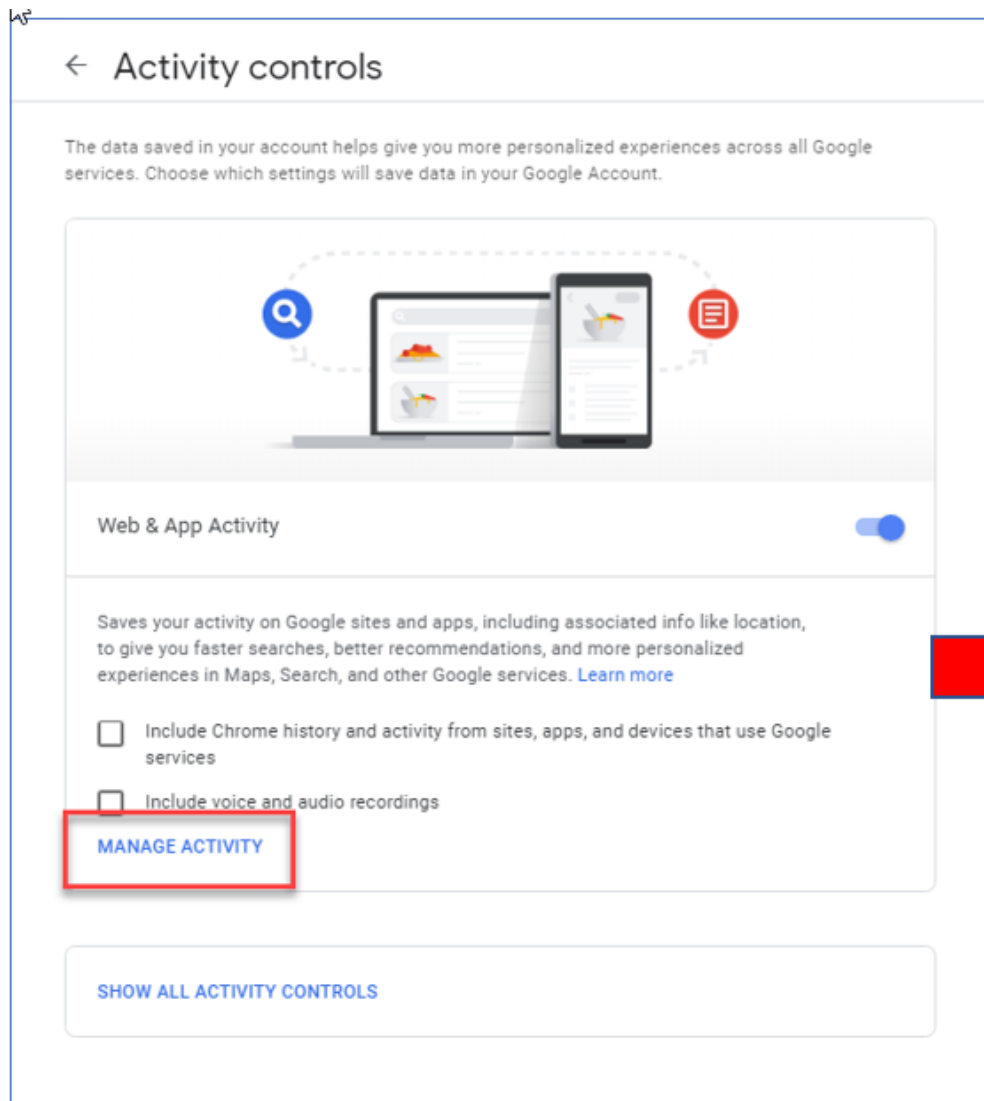 Activity controls
The data saved in your account helps give you more personalized experiences across all Google
services. Choose which settings will save data in your Google Account.
Web & App Activity
Saves your activity on Google sites and apps, including associated info like location,
to give you faster searches, better recommendations, and more personalized
experiences in Maps, Search, and other Google services. Learn more
Include Chrome history and activity from sites, apps, and devices that use Google
services
Include voice and audio recordings
MANAGE ACTIVITY
SHOW ALL ACTIVITY CONTROLS